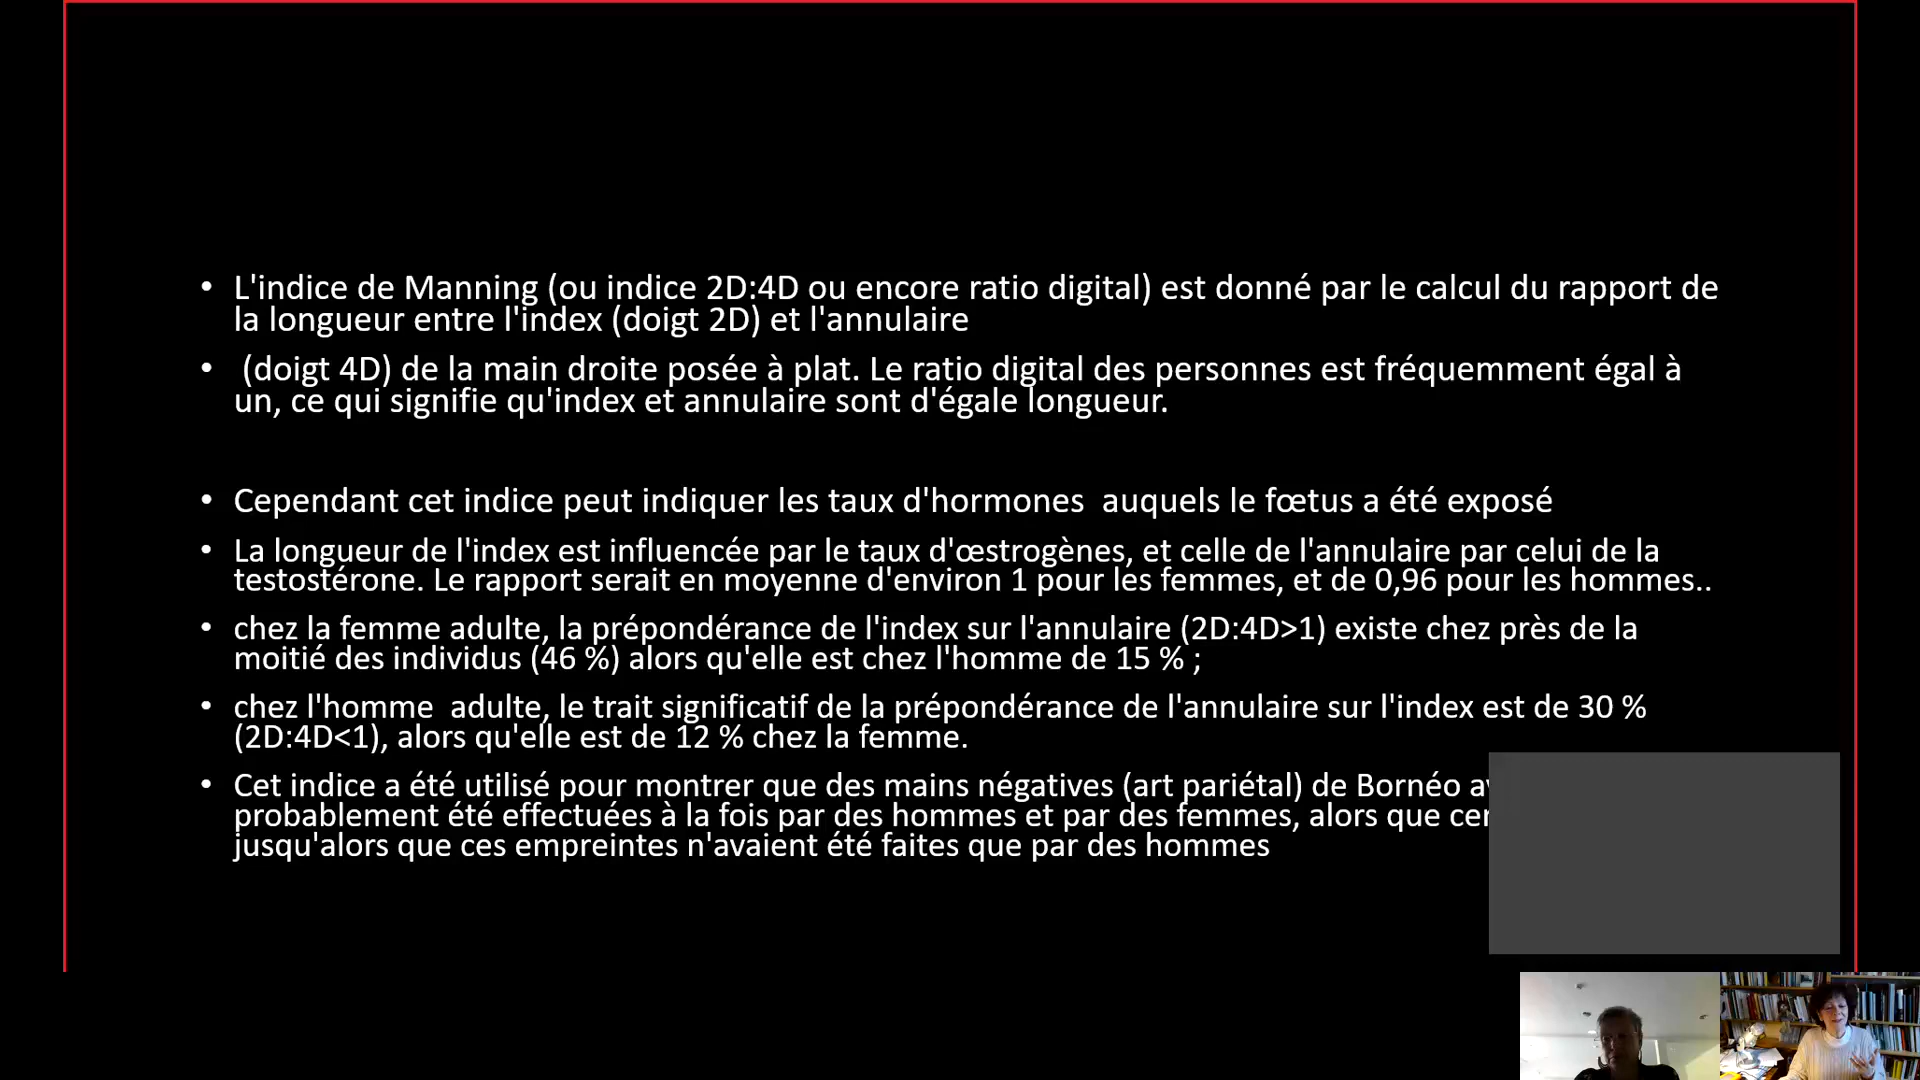 • L'indice de Manning (ou indice 2D:4D ou encore ratio digital) est donné par le calcul du rapport de
la longueur entre l'index (doigt 2D) et l'annulaire
• (doigt 4D) de la main droite posée à plat. Le ratio digital des personnes est fréquemment égal à
un, ce qui signifie qu'index et annulaire sont d'égale longueur.
• Cependant cet indice peut indiquer les taux d'hormones  auquels le fœtus a été exposé
• La longueur de l'index est influencée par le taux d'œstrogènes, et celle de l'annulaire par celui de la
testostérone. Le rapport serait en moyenne d'environ 1 pour les femmes, et de 0,96 pour les hommes..
• chez la femme adulte, la prépondérance de l'index sur l'annulaire (2D:4D>1) existe chez près de la
moitié des individus (46 %) alors qu'elle est chez l'homme de 15 % ;
• chez l'homme  adulte, le trait significatif de la prépondérance de l'annulaire sur l'index est de 30 %
(2D:4D<1), alors qu'elle est de 12 % chez la femme.
• Cet indice a été utilisé pour montrer que des mains négatives (art pariétal) de Bornéo
probablement été effectuées à la fois par des hommes et par des femmes, alors que
jusqu'alors que ces empreintes n'avaient été faites que par des hommes